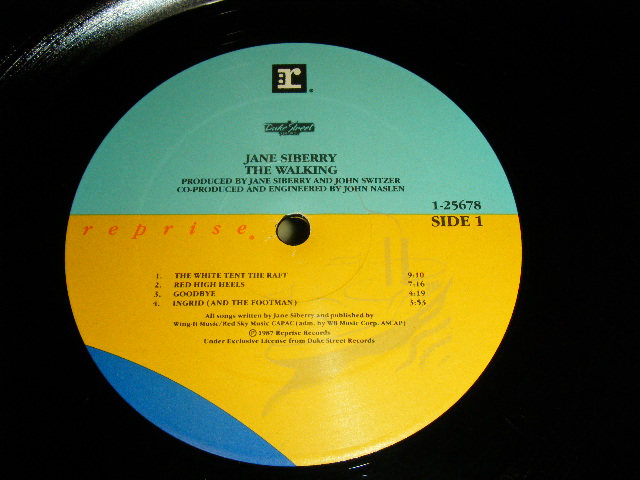 r
Duke Street
JANE SIBERRY
THE WALKING
PRODUCED BY JANE SIBERRY AND JOHN SWITZER
CO-PRODUCED AND ENGINEERED BY JOHN NASLEN
1-25678
reprise. SIDE 1
1. THE WHITE TENT THE RAFT 9:10
2. RED HIGH HEELS 7:16
3. GOODBYE 4:19
4. INGRID (AND THE FOOTMAN) 3:53
All songs written by Jane Siberry and published by
Wing-It Music/Red Sky Music CAPAC (adm. by WB Music Corp. ASCAP)
℗ 1987 Reprise Records
Under Exclusive License from Duke Street Records